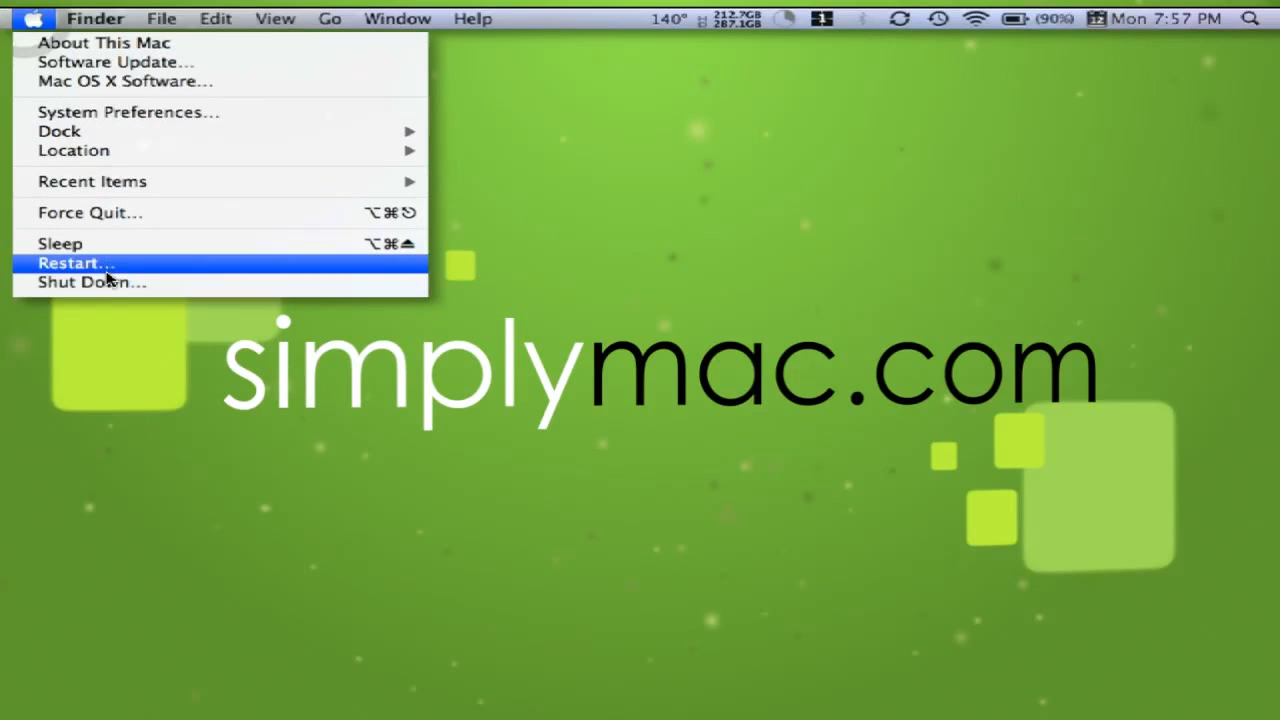 Finder File Edit View Go Window Help 140° 212.7GB 287.1GB 1 (90%) 12 Mon 7:57 PM
About This Mac
Software Update...
Mac OS X Software...
System Preferences...
Dock
Location
Recent Items
Force Quit... ⌥⌘⎋
Sleep ⌥⌘⏏
Restart...
Shut Down...
simplymac.com